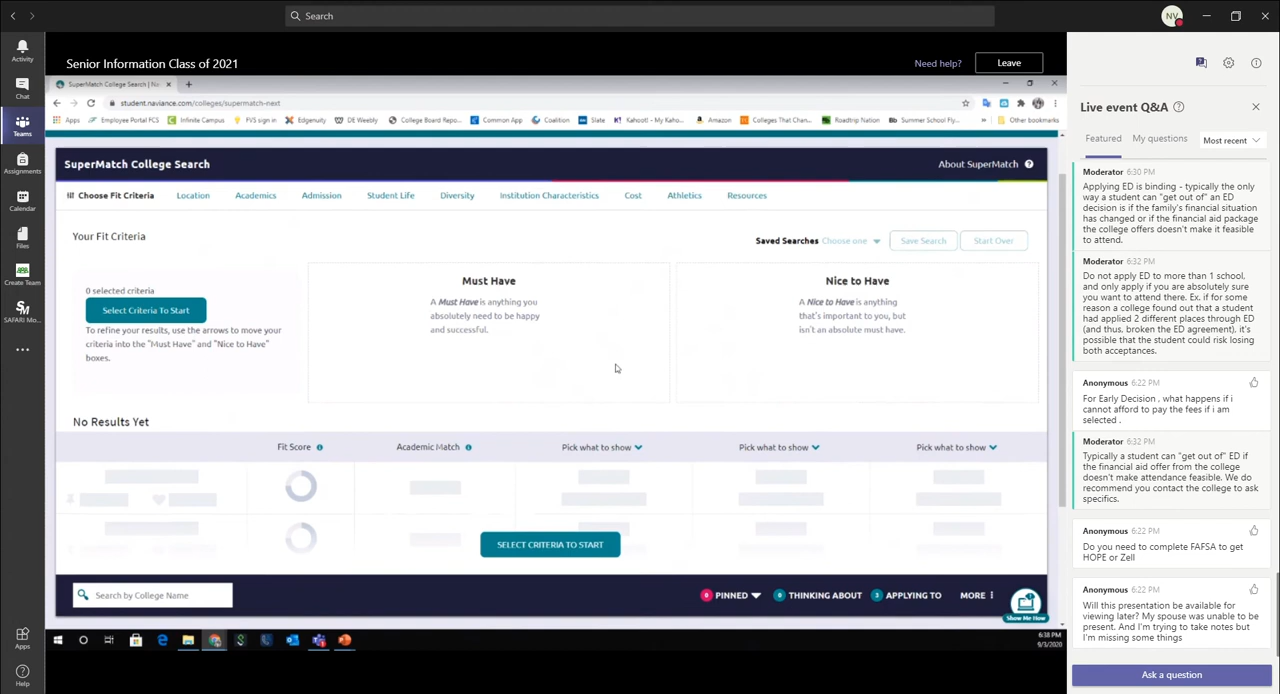 Search
NV
Activity
Chat
Teams
Assignments
Calendar
Files
Create Team
SAFARI Mo...
Apps
Help
Senior Information Class of 2021
Need help?
Leave
SuperMatch College Search | Na
student.naviance.com/colleges/supermatch-next
Apps
Employee Portal FCS
Infinite Campus
FVS sign in
Edgenuity
DE Weekly
College Board Repo...
Common App
Coalition
Slate
Kahoot! - My Kaho...
Amazon
Colleges That Chan...
Roadtrip Nation
Bb Summer School Fly...
»
Other bookmarks
SuperMatch College Search
About SuperMatch
Choose Fit Criteria
Location
Academics
Admission
Student Life
Diversity
Institution Characteristics
Cost
Athletics
Resources
Your Fit Criteria
Saved Searches Choose one
Save Search
Start Over
0 selected criteria
Select Criteria To Start
To refine your results, use the arrows to move your
criteria into the "Must Have" and "Nice to Have"
boxes.
Must Have
A Must Have is anything you
absolutely need to be happy
and successful.
Nice to Have
A Nice to Have is anything
that's important to you, but
isn't an absolute must have.
No Results Yet
Fit Score
Academic Match
Pick what to show
Pick what to show
Pick what to show
SELECT CRITERIA TO START
Search by College Name
0 PINNED
0 THINKING ABOUT
3 APPLYING TO
MORE
Show Me How
6:38 PM
9/3/2020
Live event Q&A
Featured
My questions
Most recent
Moderator 6:30 PM
Applying ED is binding - typically the only
way a student can "get out of" an ED
decision is if the family's financial situation
has changed or if the financial aid package
the college offers doesn't make it feasible
to attend.
Moderator 6:32 PM
Do not apply ED to more than 1 school,
and only apply if you are absolutely sure
you want to attend there. Ex. if for some
reason a college found out that a student
had applied 2 different places through ED
(and thus, broken the ED agreement), it's
possible that the student could risk losing
both acceptances.
Anonymous 6:22 PM
For Early Decision , what happens if i
cannot afford to pay the fees if i am
selected .
Moderator 6:32 PM
Typically a student can "get out of" ED if
the financial aid offer from the college
doesn't make attendance feasible. We do
recommend you contact the college to ask
specifics.
Anonymous 6:22 PM
Do you need to complete FAFSA to get
HOPE or Zell
Anonymous 6:22 PM
Will this presentation be available for
viewing later? My spouse was unable to be
present. And I'm trying to take notes but
I'm missing some things
Ask a question